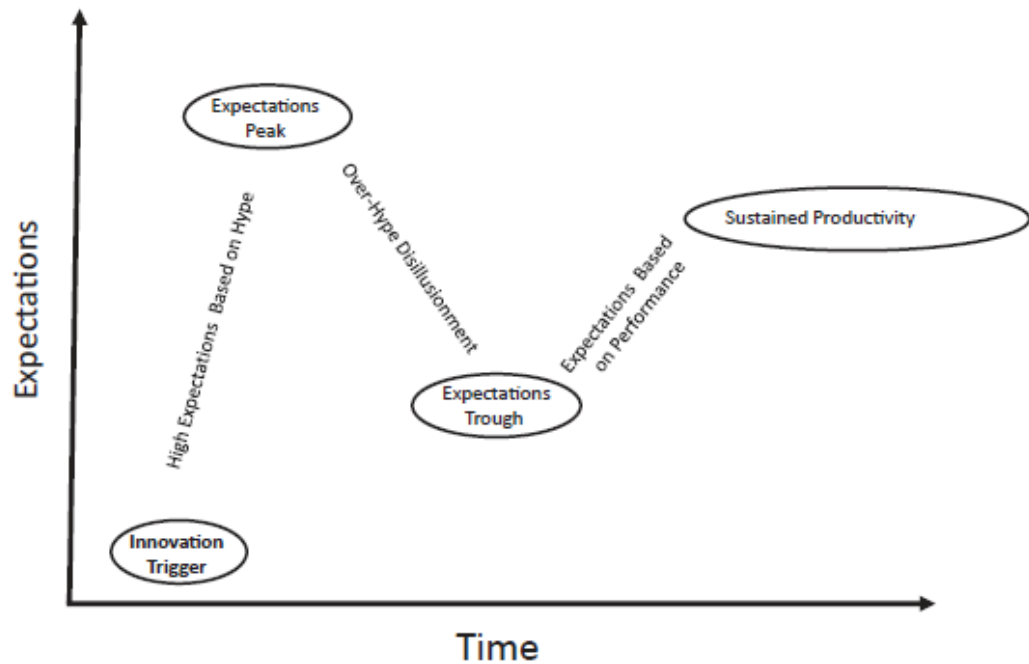 Expectations
Peak
High Expectations Based on Hype
Over-Hype Disillusionment
Sustained Productivity
Expectations Based
on Performance
Expectations
Trough
Innovation
Trigger
Expectations
Time